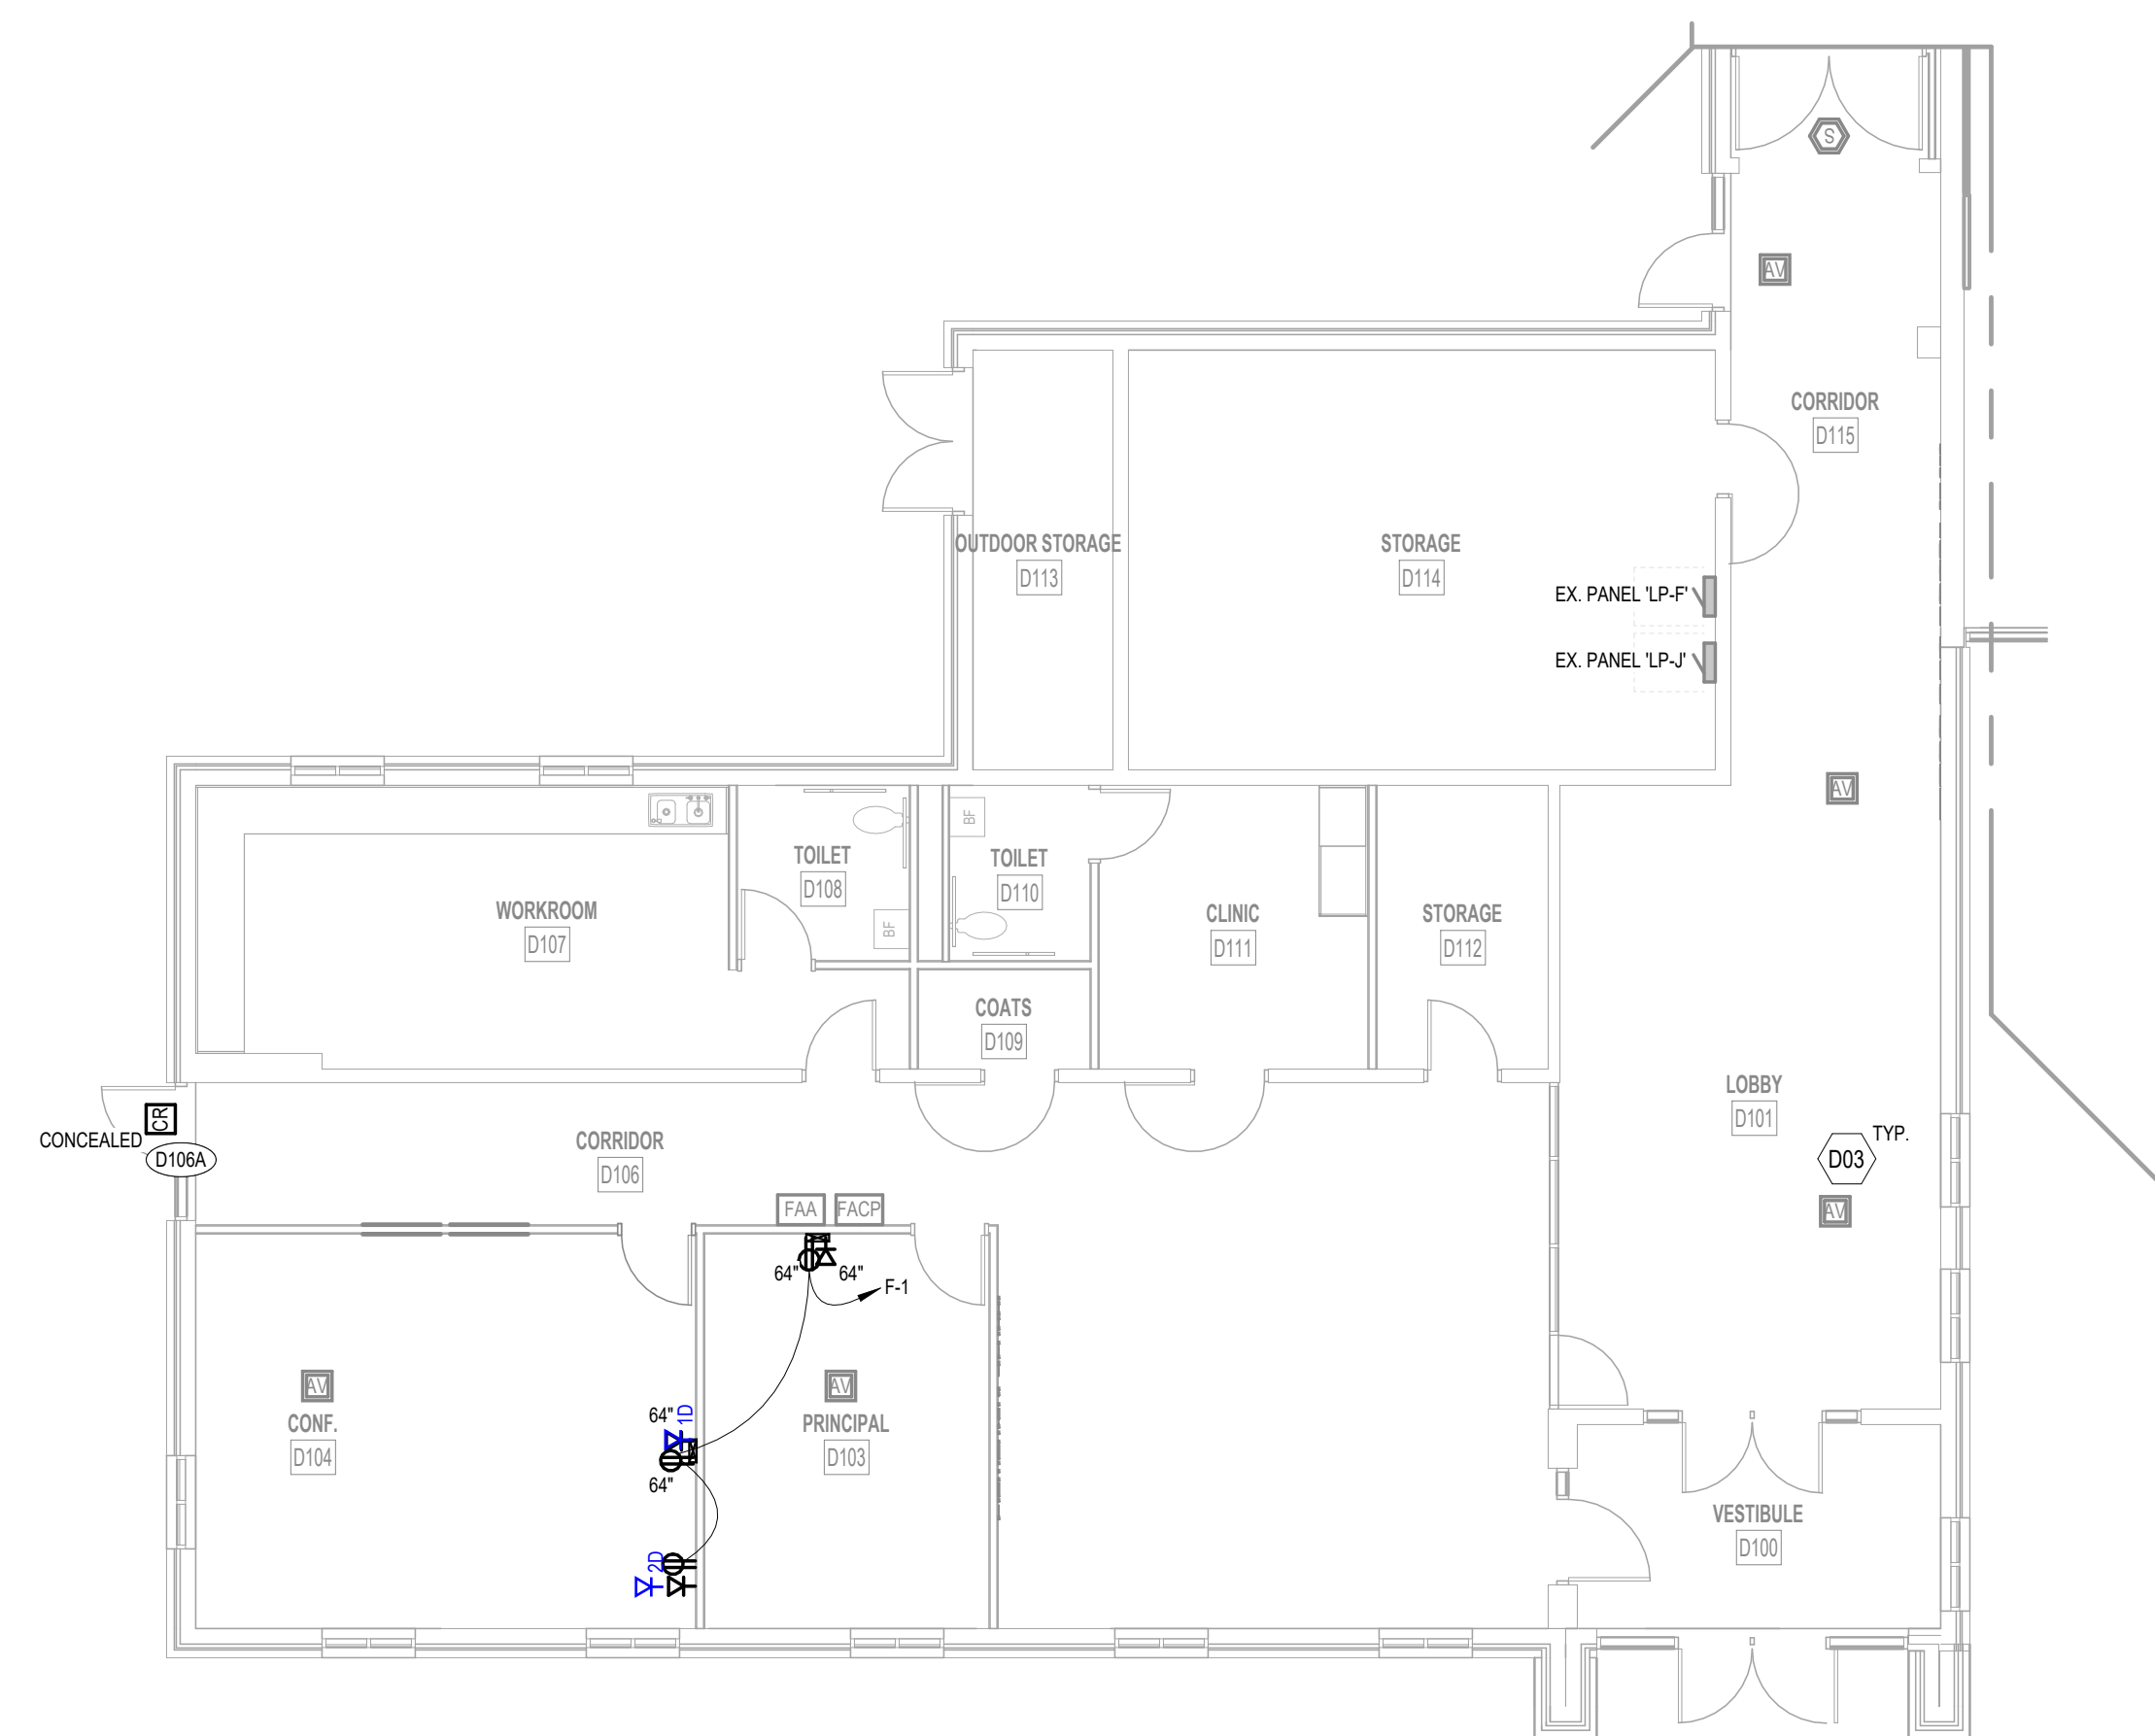 S
AV
CORRIDOR
D115
OUTDOOR STORAGE
D113
STORAGE
D114
EX. PANEL 'LP-F'
EX. PANEL 'LP-J'
AV
BF
TOILET
D108
TOILET
D110
BF
WORKROOM
D107
CLINIC
D111
STORAGE
D112
COATS
D109
LOBBY
D101
CR
CONCEALED
D106A
CORRIDOR
D106
TYP.
D03
FAA
FACP
AV
64"
64"
F-1
AV
AV
64"
1D
CONF.
D104
PRINCIPAL
D103
64"
VESTIBULE
D100
2D